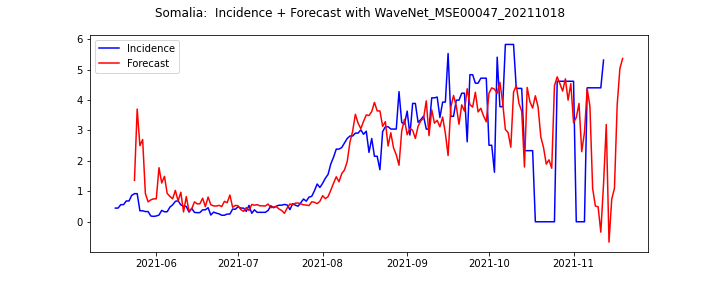 Somalia:  Incidence + Forecast with WaveNet_MSE00047_20211018
Incidence
Forecast
6
5
4
3
2
1
0
2021-06 2021-07 2021-08 2021-09 2021-10 2021-11